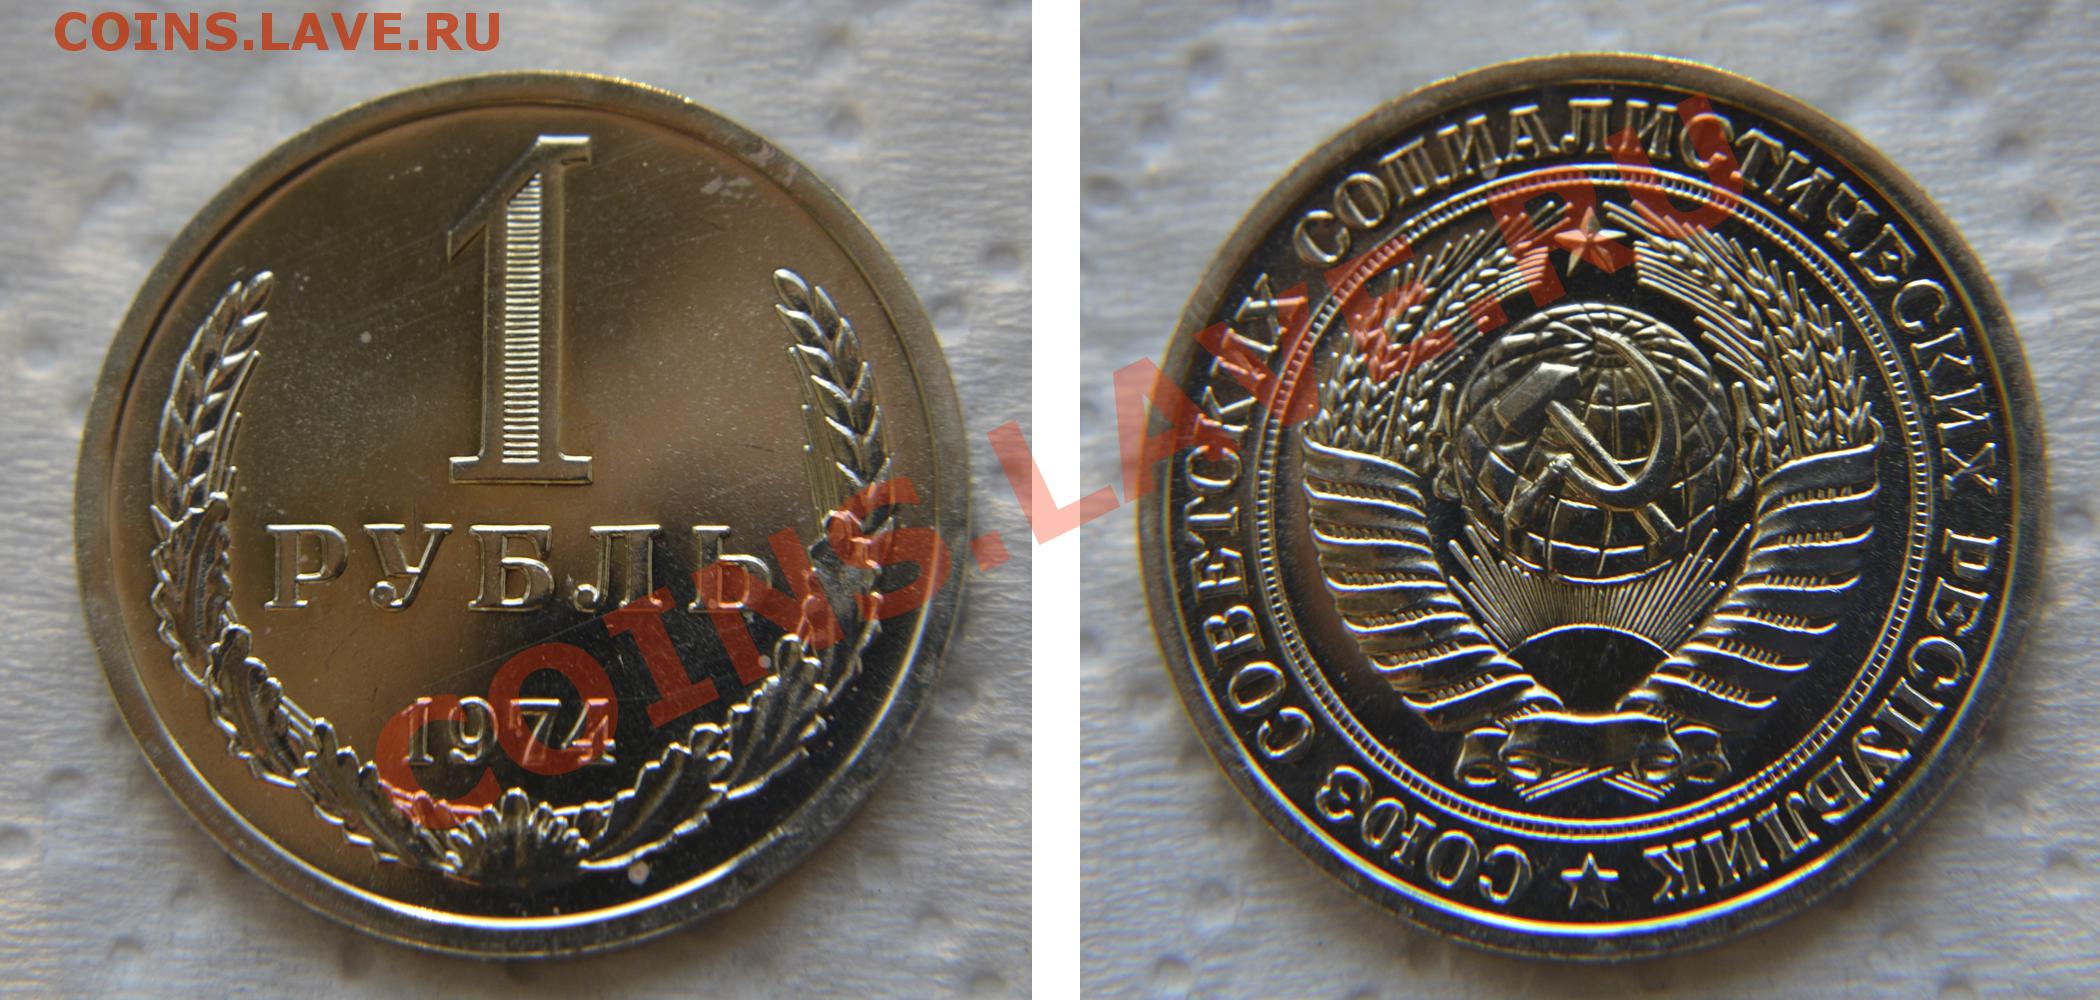 COINS.LAVE.RU
1
РУБЛЬ
1974
СОЮЗ СОВЕТСКИХ СОЦИАЛИСТИЧЕСКИХ РЕСПУБЛИК
COINS.LAVE.RU